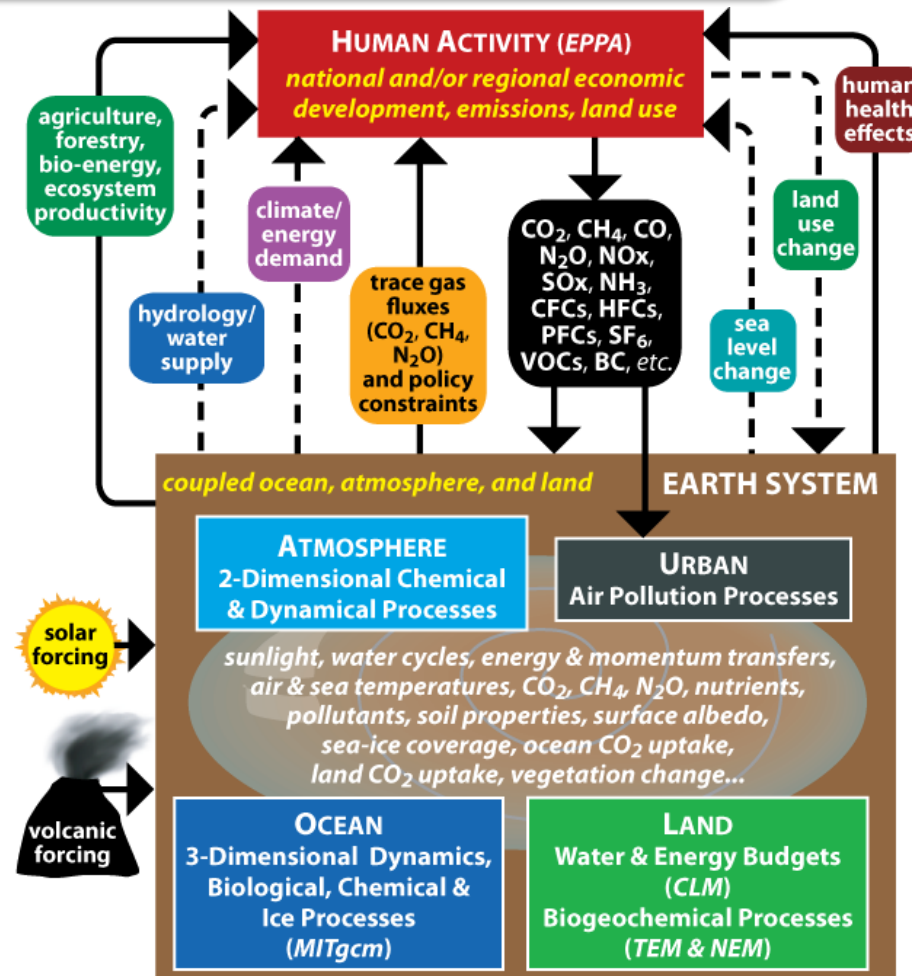 HUMAN ACTIVITY (EPPA)
national and/or regional economic
development, emissions, land use
agriculture,
forestry,
bio-energy,
ecosystem
productivity
hydrology/
water
supply
climate/
energy
demand
trace gas
fluxes
(CO₂, CH₄,
N₂O)
and policy
constraints
CO₂, CH₄, CO,
N₂O, NOx,
SOx, NH₃,
CFCs, HFCs,
PFCs, SF₆,
VOCs, BC, etc.
sea
level
change
land
use
change
human
health
effects
coupled ocean, atmosphere, and land
EARTH SYSTEM
ATMOSPHERE
2-Dimensional Chemical
& Dynamical Processes
URBAN
Air Pollution Processes
solar
forcing
sunlight, water cycles, energy & momentum transfers,
air & sea temperatures, CO₂, CH₄, N₂O, nutrients,
pollutants, soil properties, surface albedo,
sea-ice coverage, ocean CO₂ uptake,
land CO₂ uptake, vegetation change...
volcanic
forcing
OCEAN
3-Dimensional Dynamics,
Biological, Chemical &
Ice Processes
(MITgcm)
LAND
Water & Energy Budgets
(CLM)
Biogeochemical Processes
(TEM & NEM)